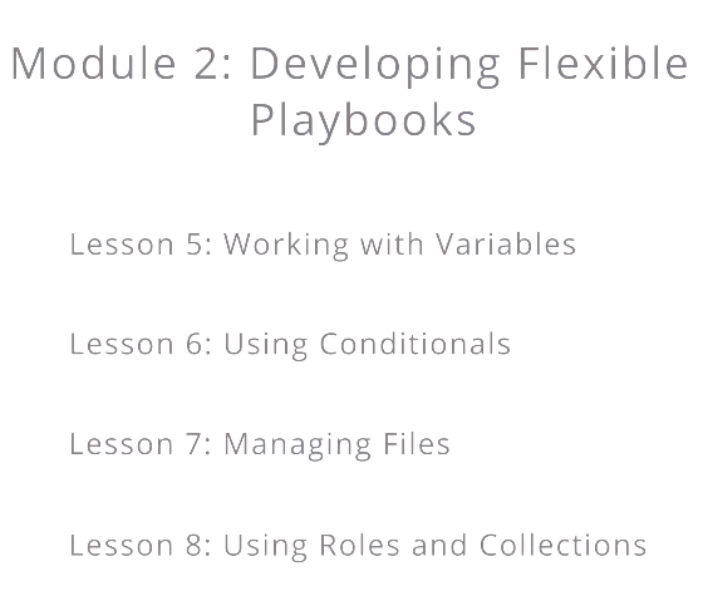 Module 2: Developing Flexible
Playbooks
Lesson 5: Working with Variables
Lesson 6: Using Conditionals
Lesson 7: Managing Files
Lesson 8: Using Roles and Collections